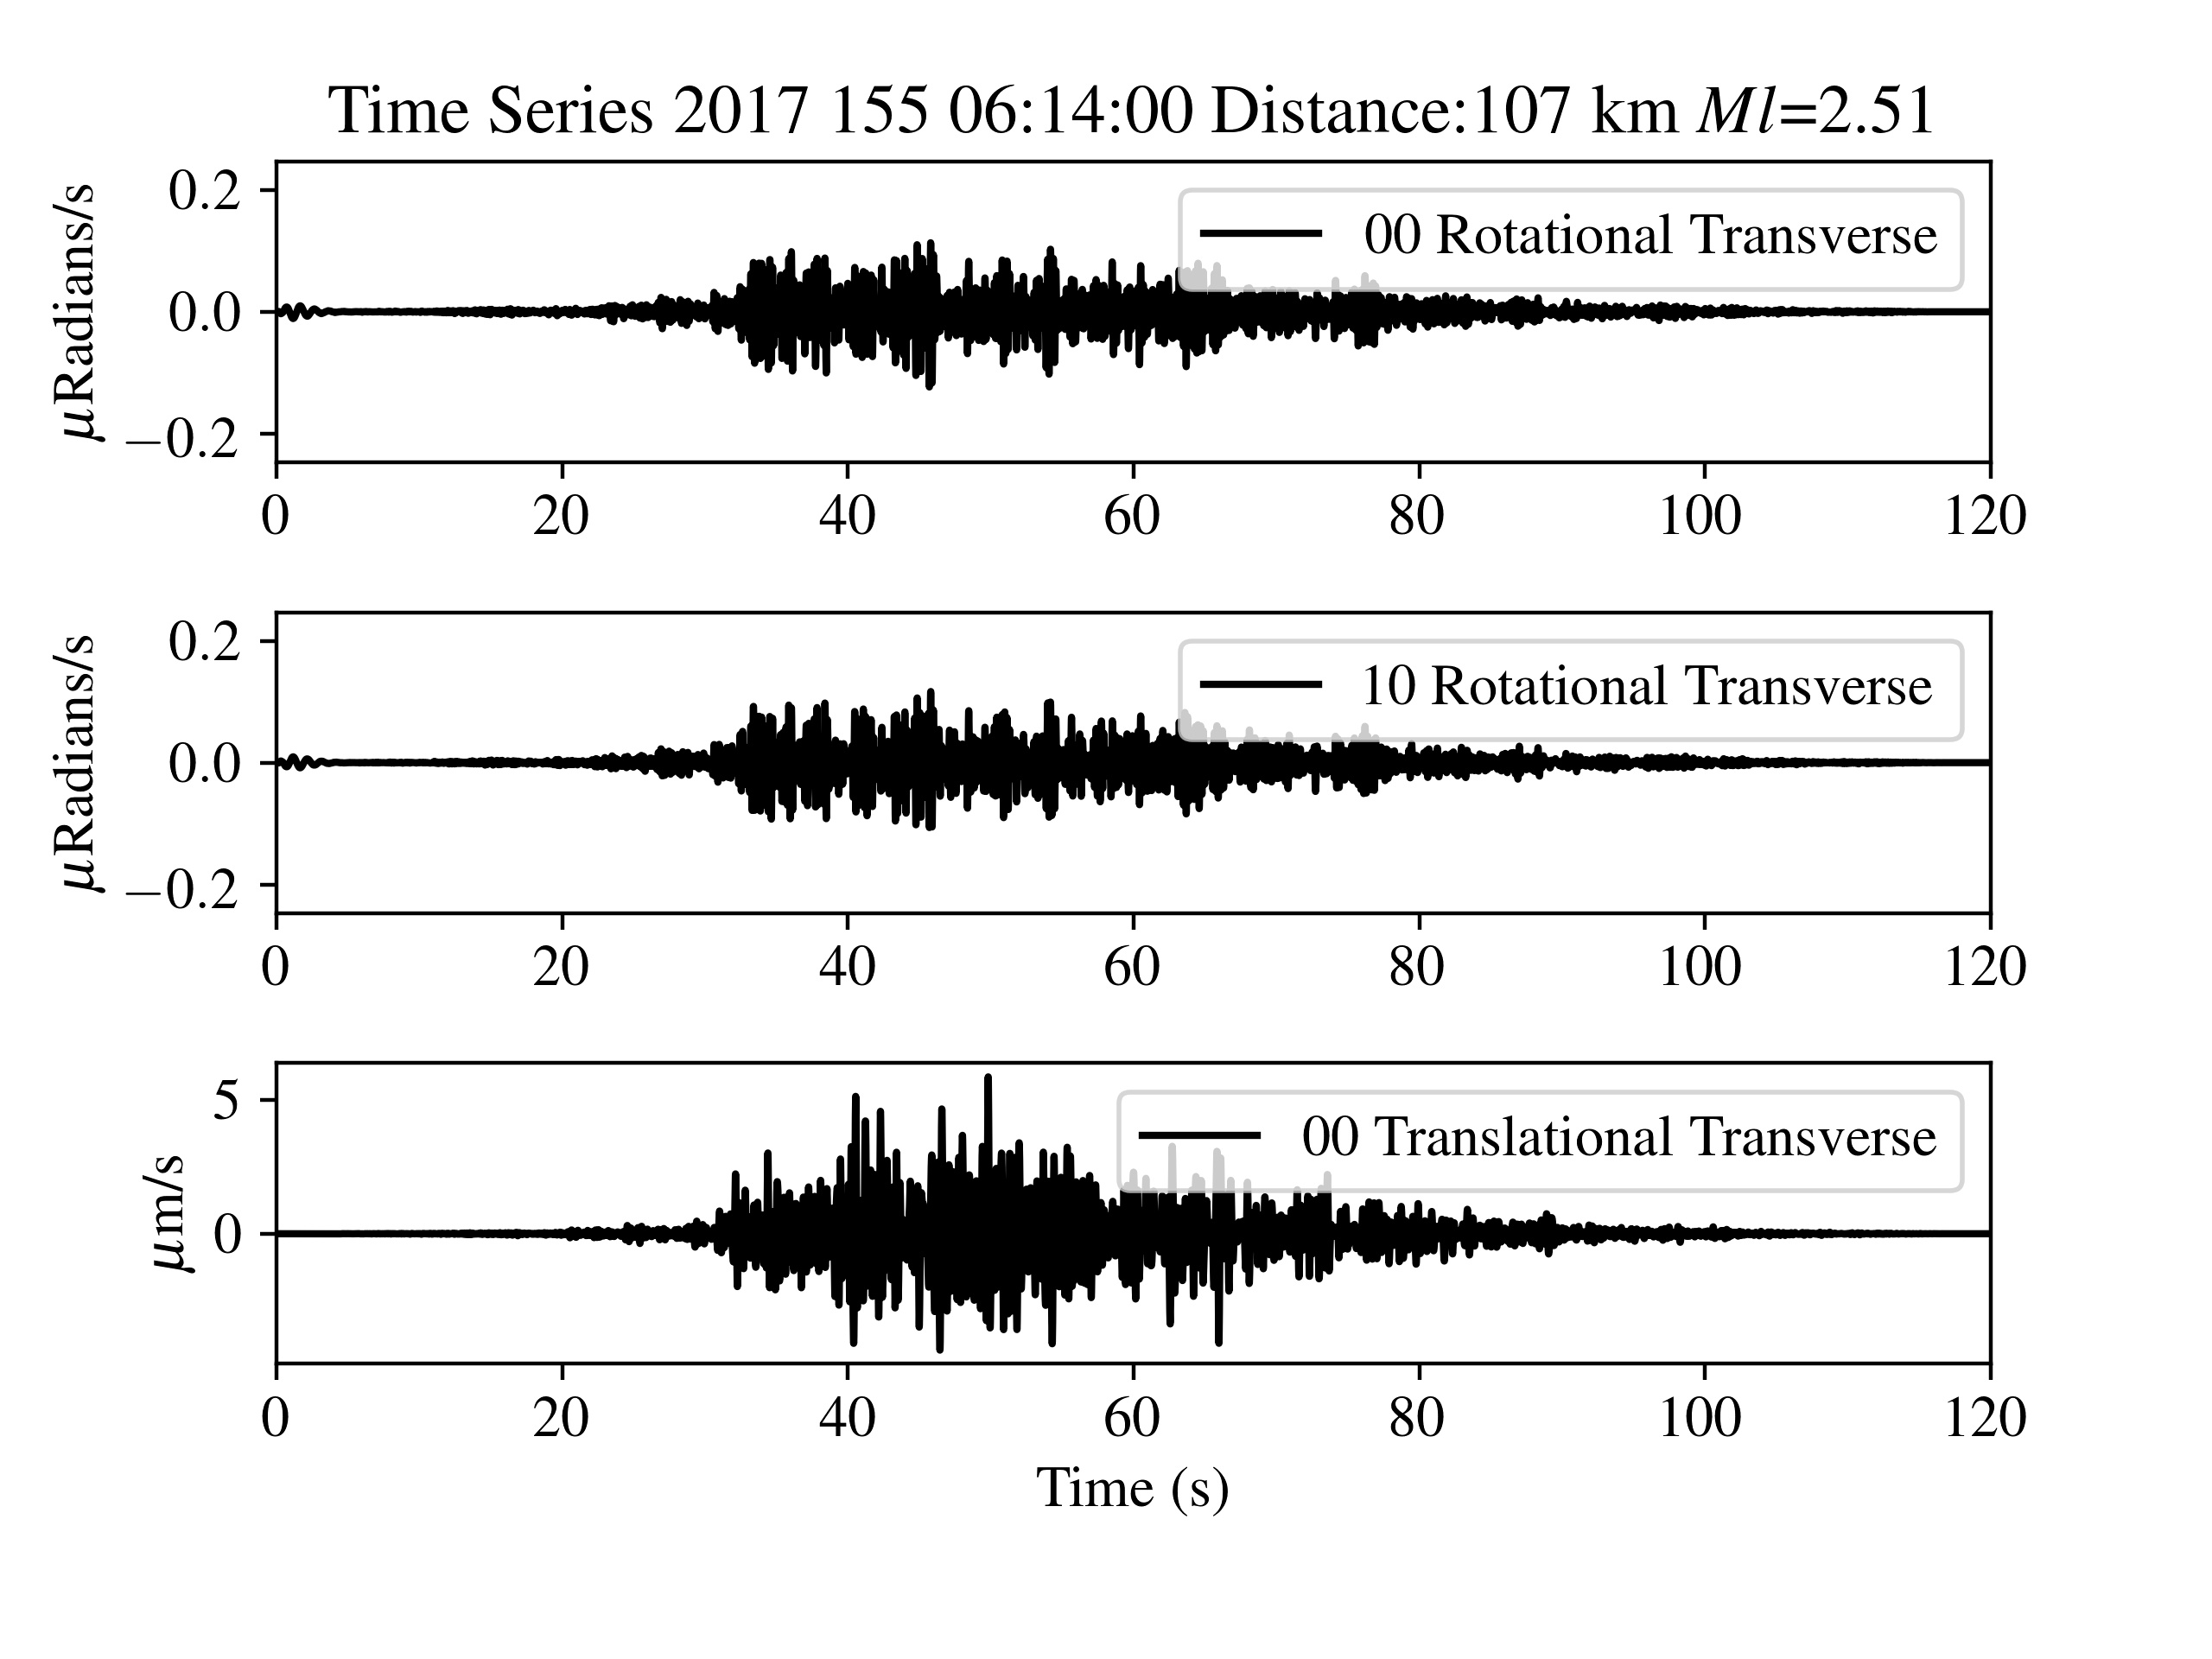 Time Series 2017 155 06:14:00 Distance:107 km Ml=2.51
μRadians/s
0.2
0.0
−0.2
00 Rotational Transverse
0 20 40 60 80 100 120
μRadians/s
0.2
0.0
−0.2
10 Rotational Transverse
0 20 40 60 80 100 120
μm/s
5
0
00 Translational Transverse
0 20 40 60 80 100 120
Time (s)